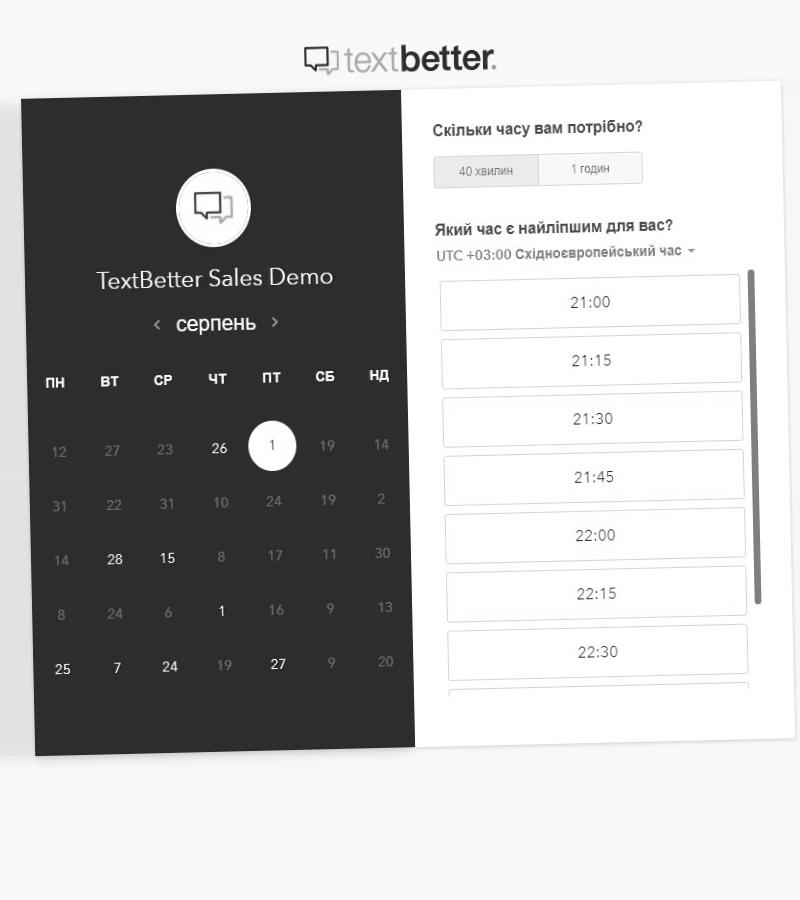 textbetter.
TextBetter Sales Demo
‹ серпень ›
ПН ВТ СР ЧТ ПТ СБ НД
12 27 23 26 1 19 14
31 22 31 10 24 19 2
14 28 15 8 17 11 30
8 24 6 1 16 9 13
25 7 24 19 27 9 20
Скільки часу вам потрібно?
40 хвилин 1 годин
Який час є найліпшим для вас?
UTC +03:00 Східноєвропейський час
21:00
21:15
21:30
21:45
22:00
22:15
22:30